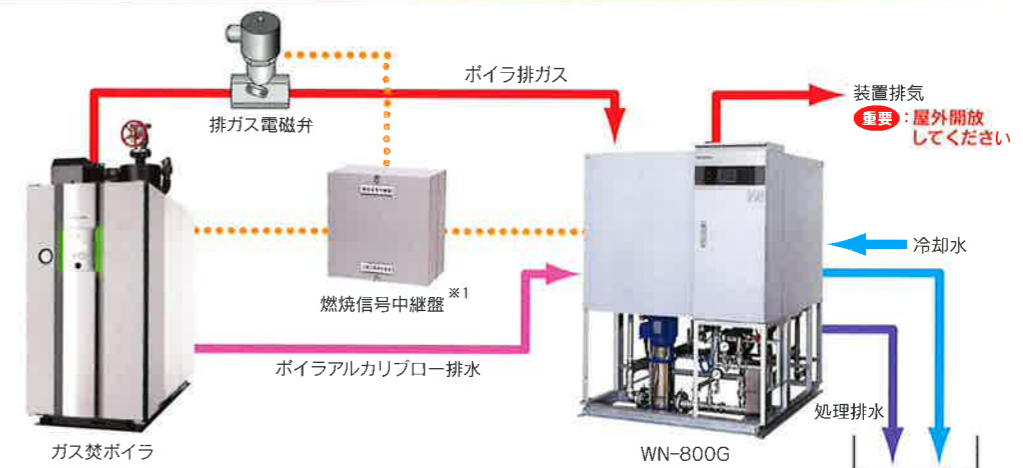 ボイラ排ガス
排ガス電磁弁
装置排気
重要:屋外開放
してください
冷却水
燃焼信号中継盤※1
ボイラアルカリブロー排水
処理排水
ガス焚ボイラ
WN-800G